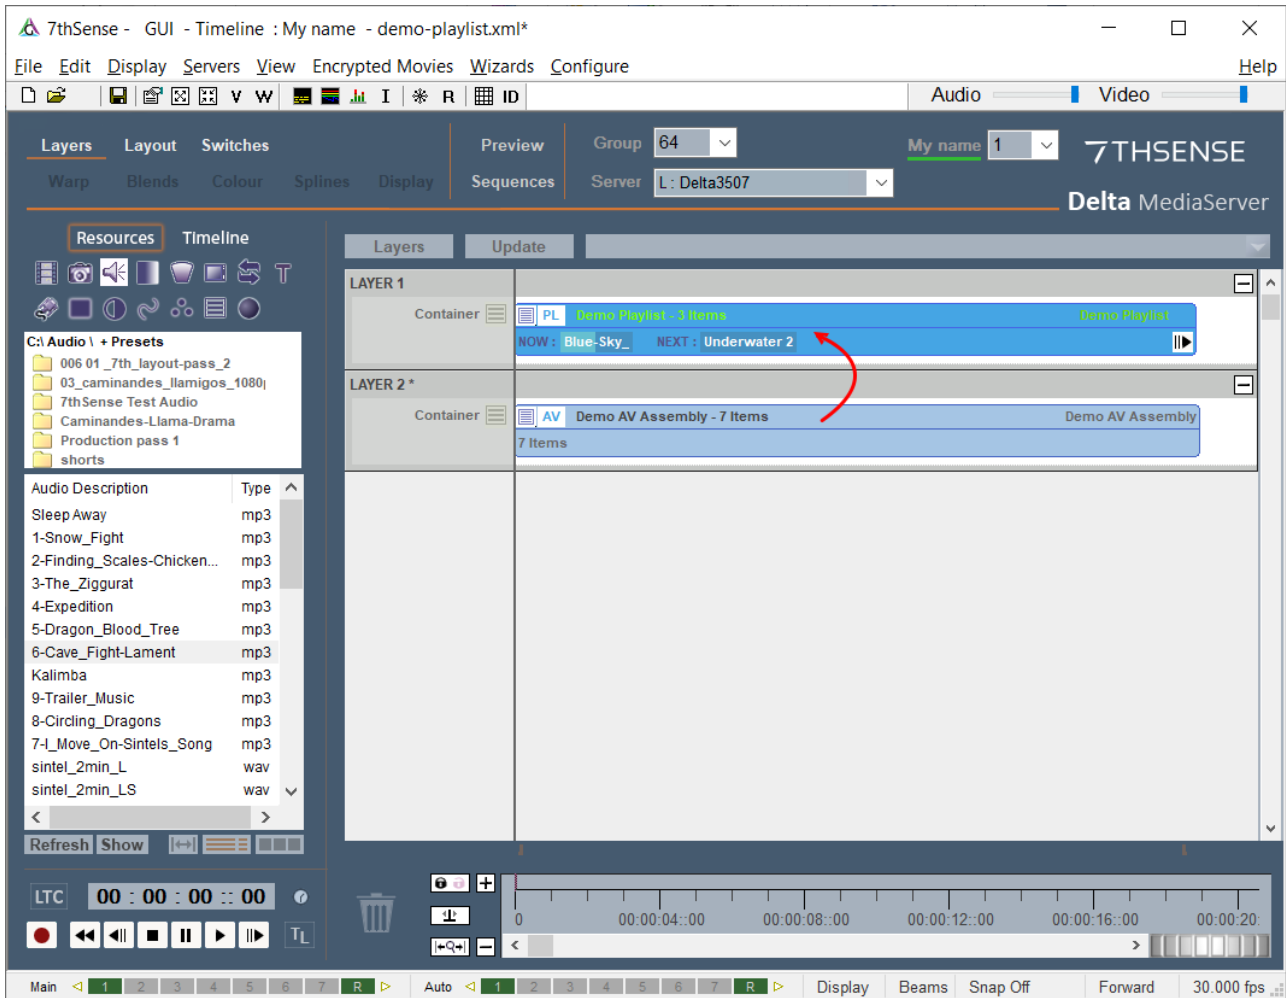 7thSense - GUI - Timeline : My name - demo-playlist.xml*
File Edit Display Servers View Encrypted Movies Wizards Configure Help
V W I R ID Audio Video
Layers Layout Switches Preview Group 64 My name 1 7THSENSE
Warp Blends Colour Splines Display Sequences Server L : Delta3507
Delta MediaServer
Resources Timeline
Layers Update
T
LAYER 1
Container PL Demo Playlist - 3 Items Demo Playlist
NOW : Blue-Sky_ NEXT : Underwater 2
LAYER 2 *
Container AV Demo AV Assembly - 7 Items Demo AV Assembly
7 Items
C:\ Audio \ + Presets
006 01 _7th_layout-pass_2
03_caminandes_llamigos_1080p
7thSense Test Audio
Caminandes-Llama-Drama
Production pass 1
shorts
Audio Description Type
Sleep Away mp3
1-Snow_Fight mp3
2-Finding_Scales-Chicken... mp3
3-The_Ziggurat mp3
4-Expedition mp3
5-Dragon_Blood_Tree mp3
6-Cave_Fight-Lament mp3
Kalimba mp3
9-Trailer_Music mp3
8-Circling_Dragons mp3
7-I_Move_On-Sintels_Song mp3
sintel_2min_L wav
sintel_2min_LS wav
Refresh Show
LTC 00 : 00 : 00 :: 00
TL
0 00:00:04::00 00:00:08::00 00:00:12::00 00:00:16::00 00:00:20:
Main 1 2 3 4 5 6 7 R Auto 1 2 3 4 5 6 7 R Display Beams Snap Off Forward 30.000 fps